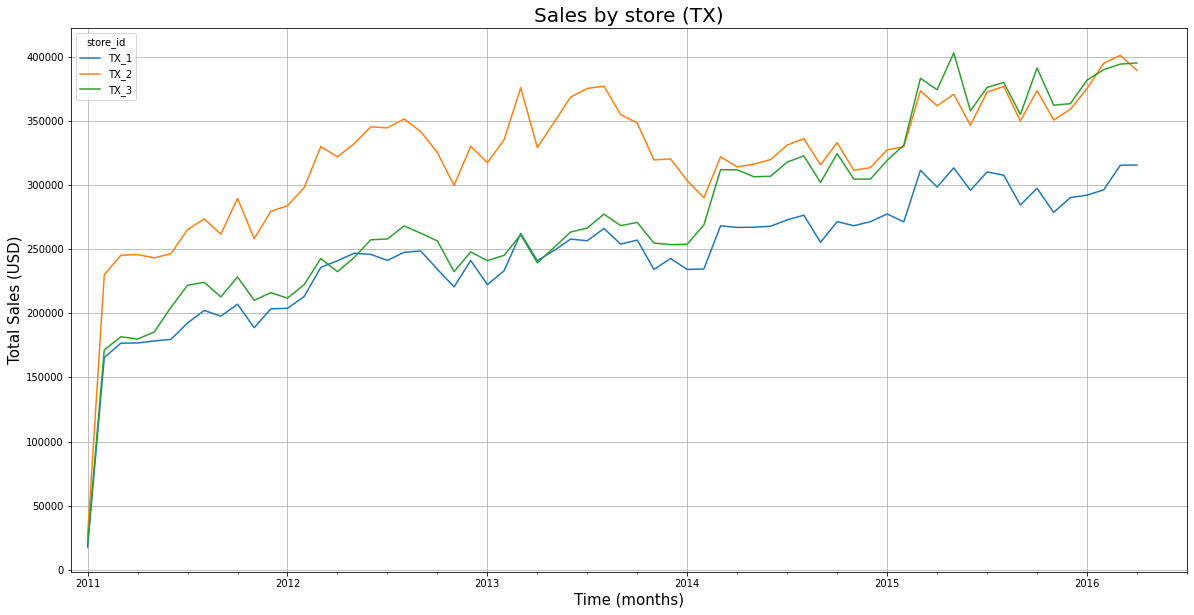 Sales by store (TX)
store_id
TX_1
TX_2
TX_3
Total Sales (USD)
400000
350000
300000
250000
200000
150000
100000
50000
0
2011 2012 2013 2014 2015 2016
Time (months)